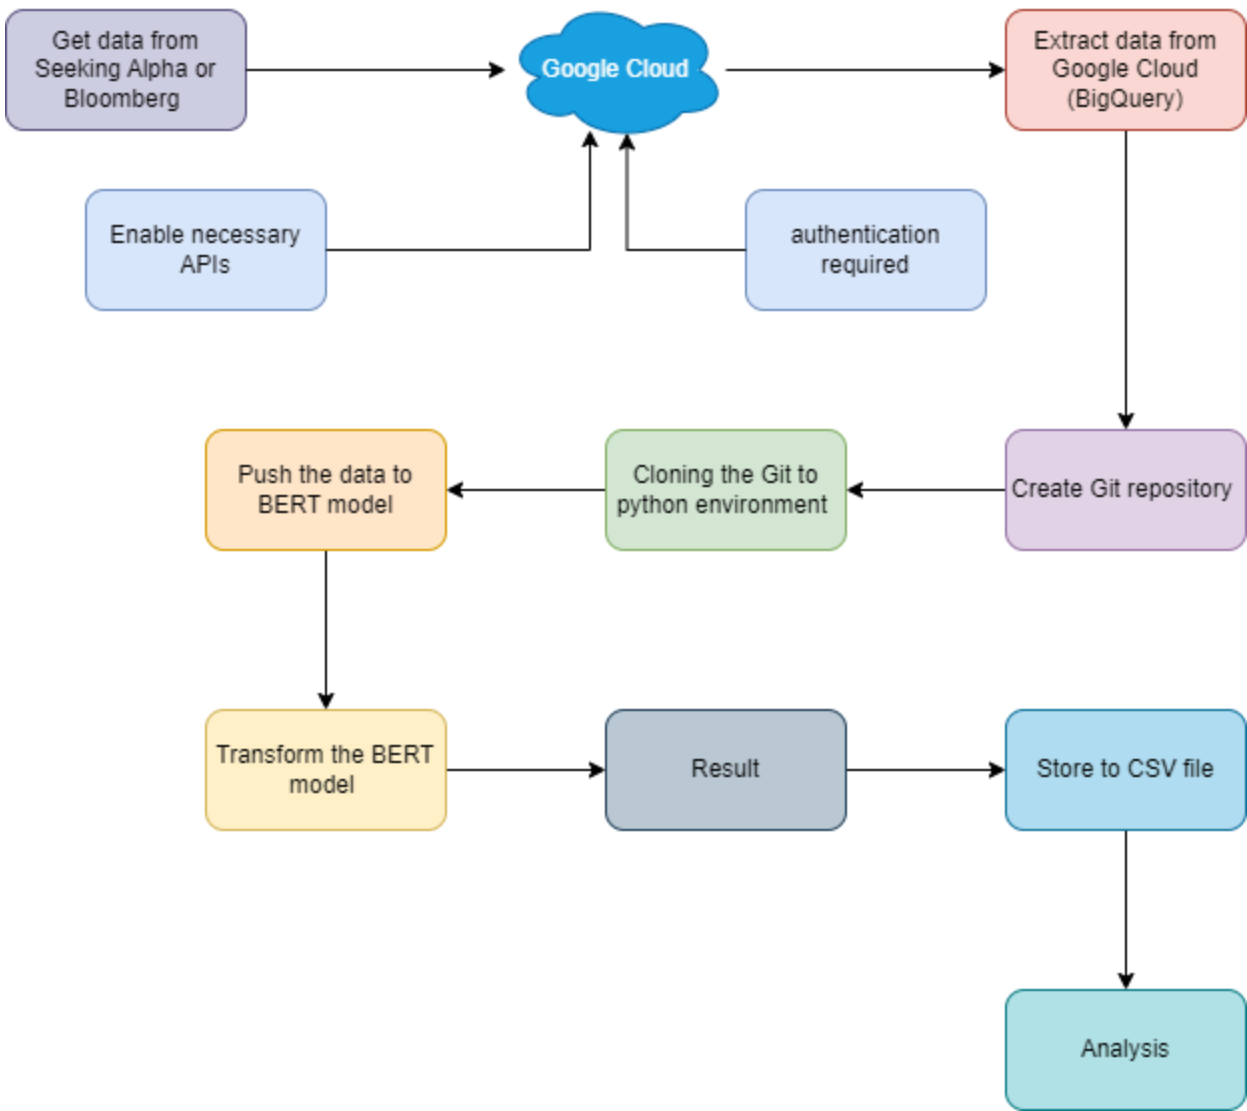 Get data from
Seeking Alpha or
Bloomberg
Google Cloud
Extract data from
Google Cloud
(BigQuery)
Enable necessary
APIs
authentication
required
Push the data to
BERT model
Cloning the Git to
python environment
Create Git repository
Transform the BERT
model
Result
Store to CSV file
Analysis